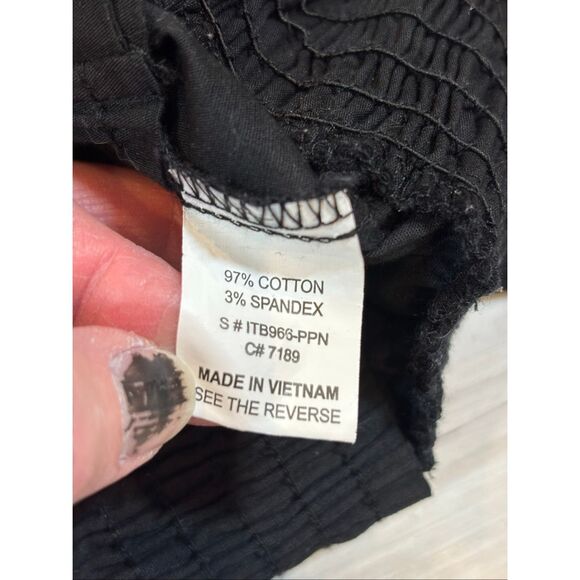 97% COTTON
3% SPANDEX
S # ITB966-PPN
C# 7189
MADE IN VIETNAM
SEE THE REVERSE